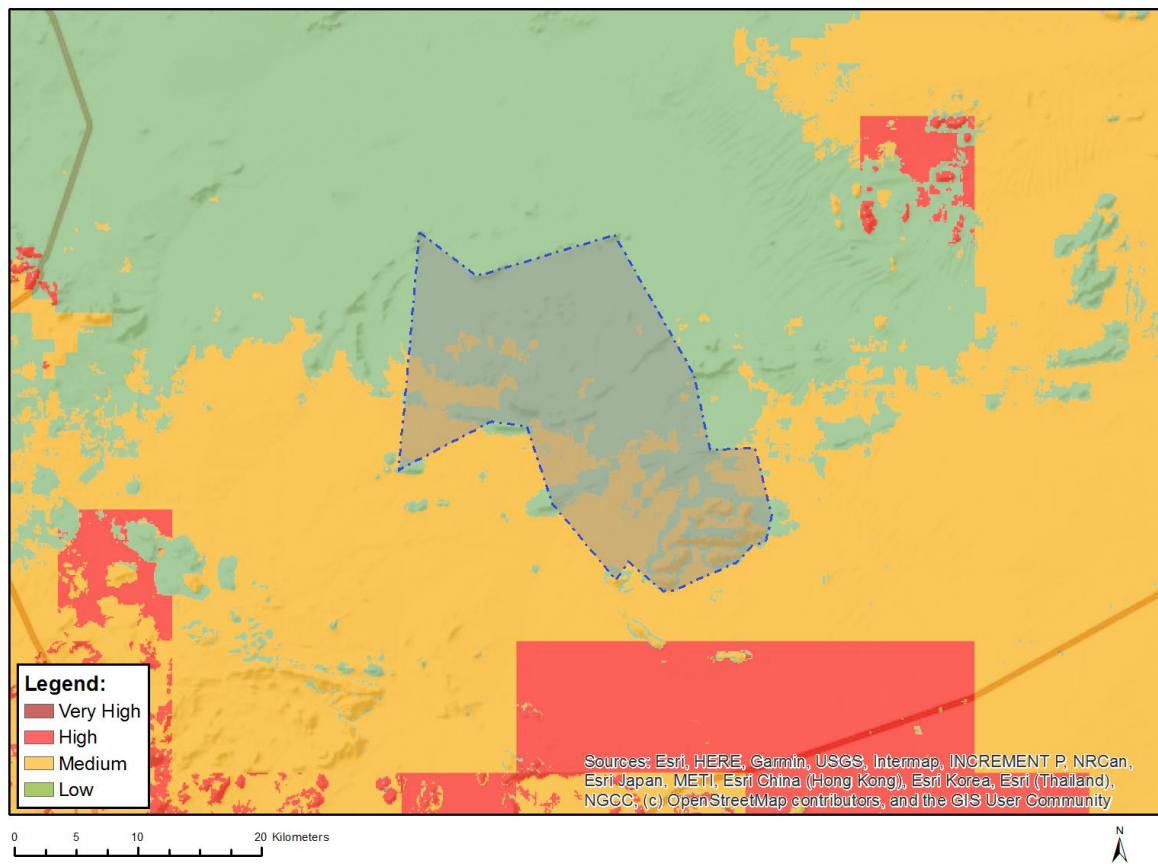 Legend:
Very High
High
Medium
Low
Sources: Esri, HERE, Garmin, USGS, Intermap, INCREMENT P, NRCan,
Esri Japan, METI, Esri China (Hong Kong), Esri Korea, Esri (Thailand),
NGCC, (c) OpenStreetMap contributors, and the GIS User Community
0 5 10 20 Kilometers
N